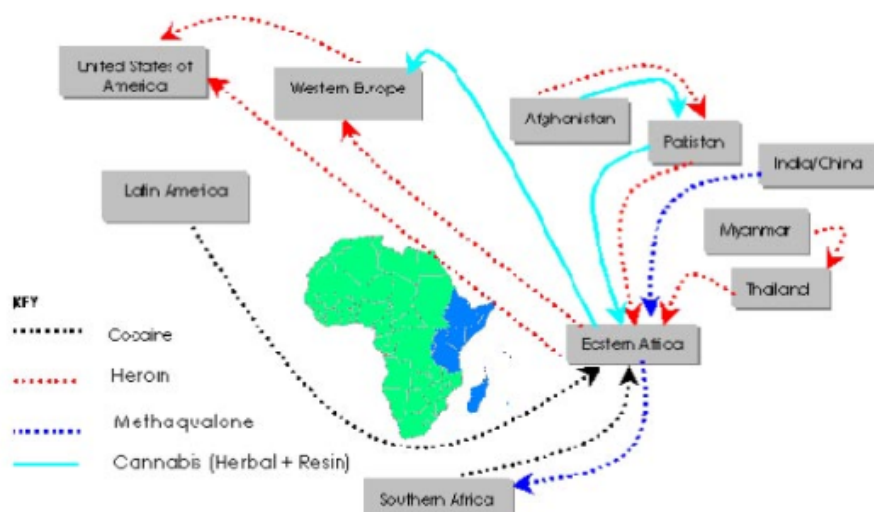 United States of
America
Western Europe
Afghanistan
Pakistan
India/China
Latin America
Myanmar
Thailand
KEY
Cocaine
Eastern Africa
Heroin
Methaqualone
Cannabis (Herbal + Resin)
Southern Africa